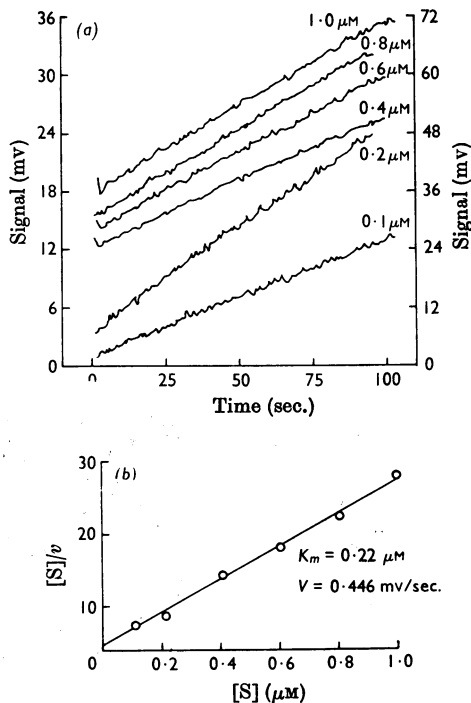 (a)
36
30
24
18
12
6
0
Signal (mv)
72
60
48
36
24
12
0
Signal (mv)
1·0 μM
0·8 μM
0·6 μM
0·4 μM
0·2 μM
0·1 μM
0 25 50 75 100
Time (sec.)
(b)
30
20
10
[S]/v
Km = 0·22 μM
V = 0·446 mv/sec.
0 0·2 0·4 0·6 0·8 1·0
[S] (μM)